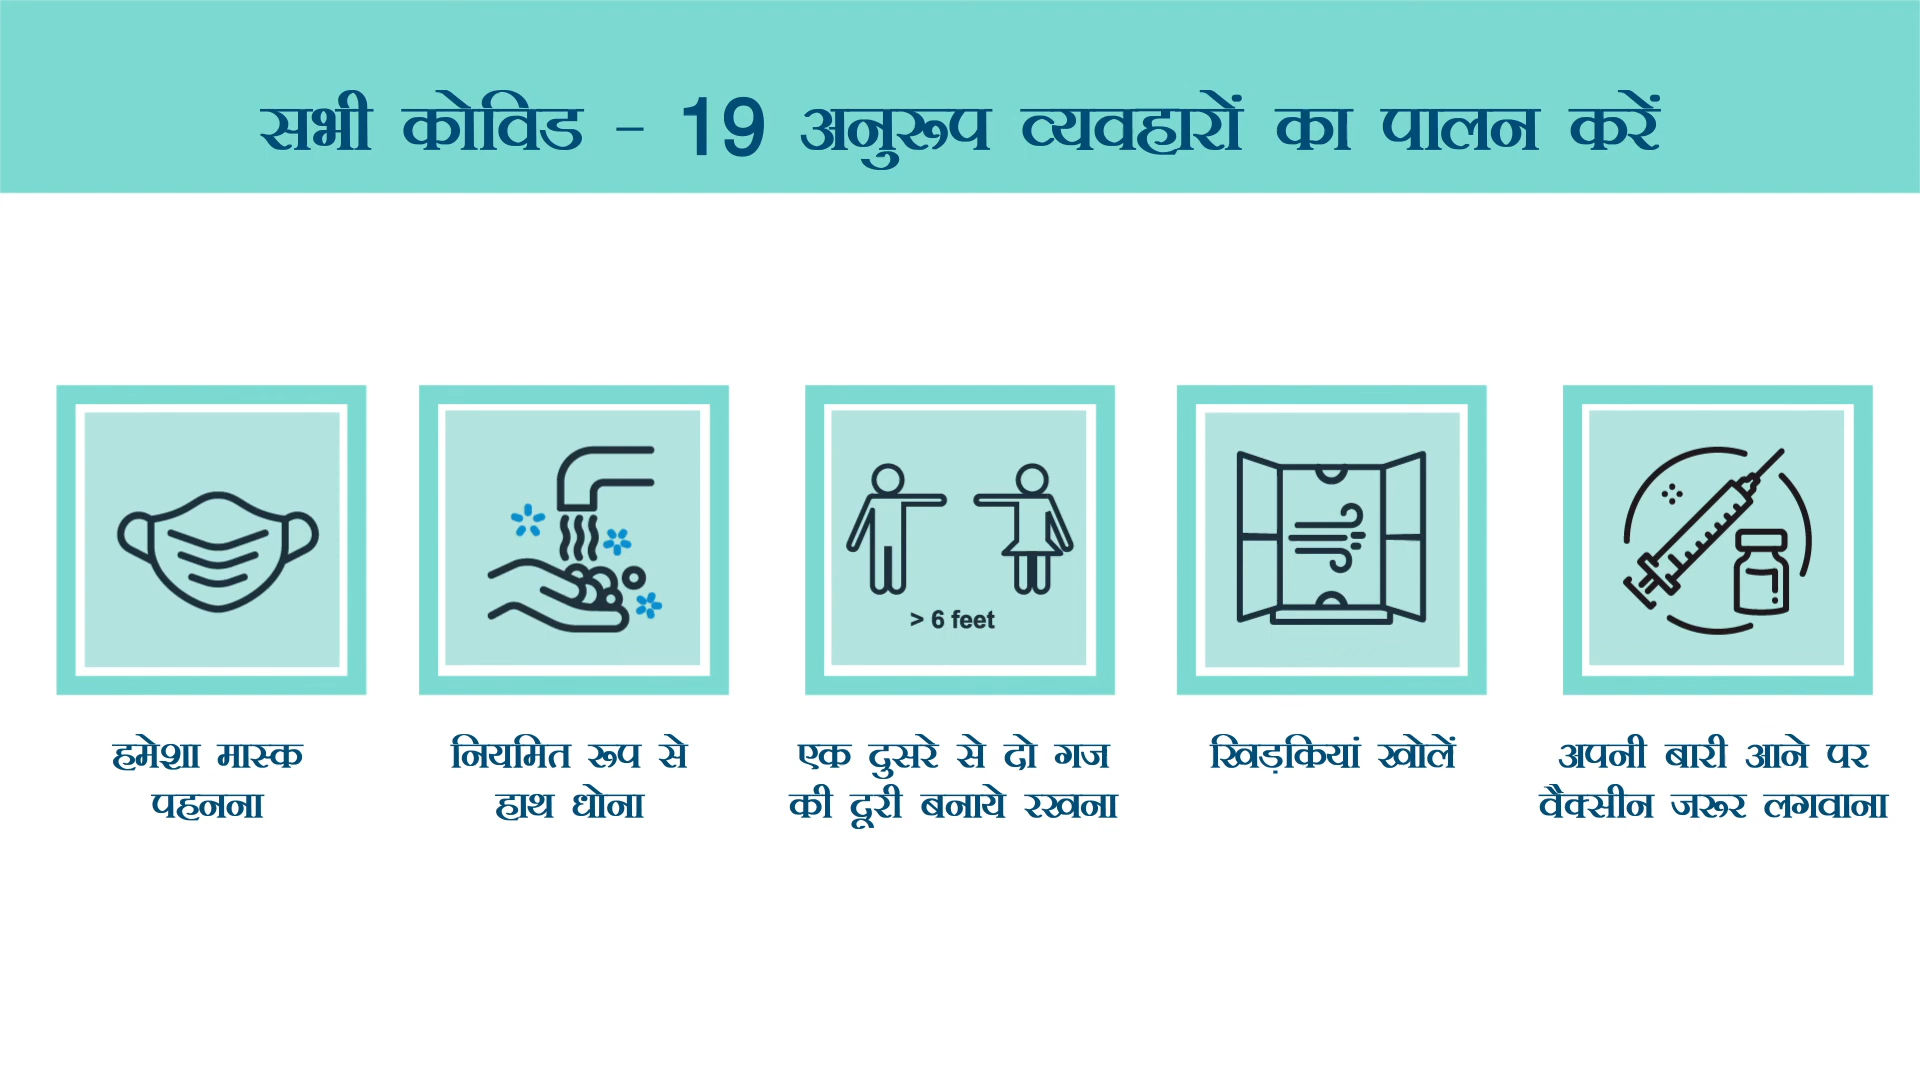 सभी कोविड - 19 अनुरुप व्यवहारों का पालन करें
> 6 feet
हमेशा मास्क
पहनना
नियमित रुप से
हाथ धोना
एक दुसरे से दो गज
की दूरी बनाये रखना
खिड़कियां खोलें
अपनी बारी आने पर
वैक्सीन जरुर लगवाना